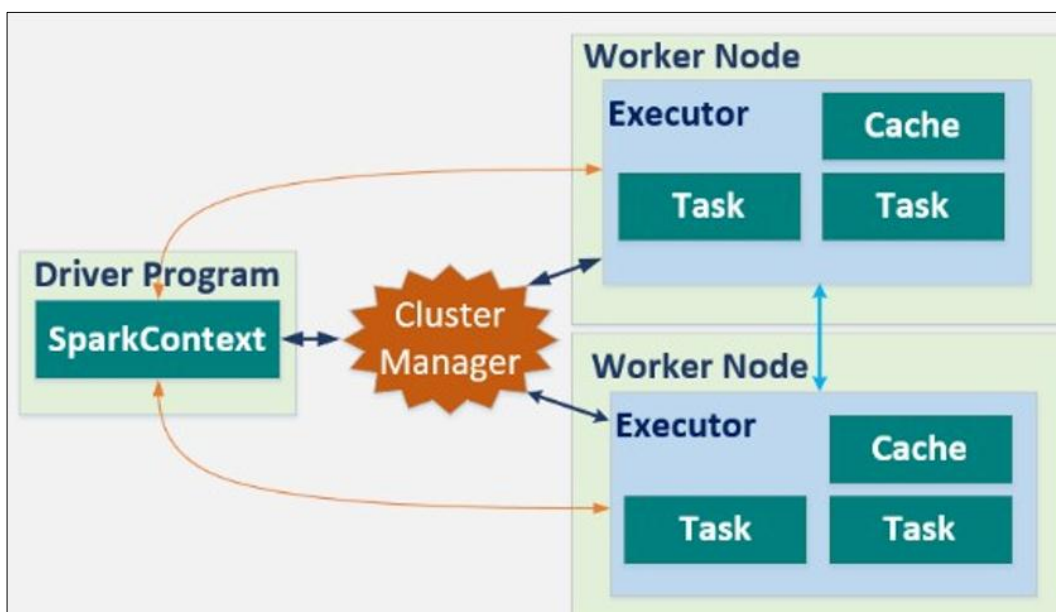 Driver Program
SparkContext
Cluster
Manager
Worker Node
Executor
Cache
Task
Task
Worker Node
Executor
Cache
Task
Task